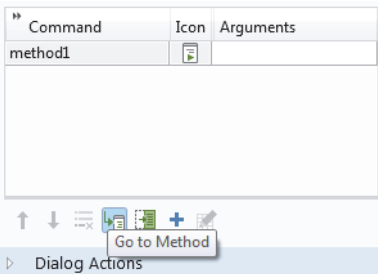 Command Icon Arguments
method1
Go to Method
Dialog Actions